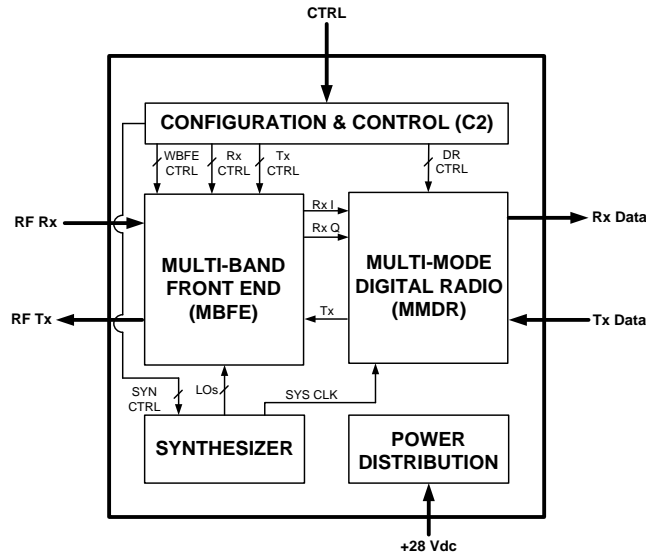 CTRL
CONFIGURATION & CONTROL (C2)
WBFE
CTRL
Rx
CTRL
Tx
CTRL
DR
CTRL
RF Rx
Rx I
Rx Q
Rx Data
MULTI-BAND
FRONT END
(MBFE)
MULTI-MODE
DIGITAL RADIO
(MMDR)
RF Tx
Tx
Tx Data
SYN
CTRL
LOs
SYS CLK
SYNTHESIZER
POWER
DISTRIBUTION
+28 Vdc